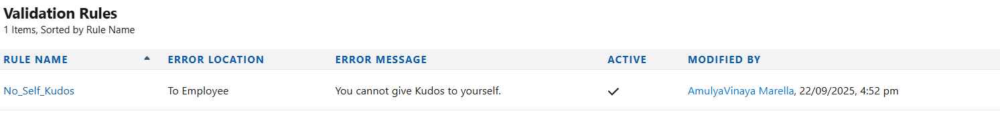 Validation Rules
1 Items, Sorted by Rule Name
RULE NAME ERROR LOCATION ERROR MESSAGE ACTIVE MODIFIED BY
No_Self_Kudos To Employee You cannot give Kudos to yourself. AmulyaVinaya Marella, 22/09/2025, 4:52 pm